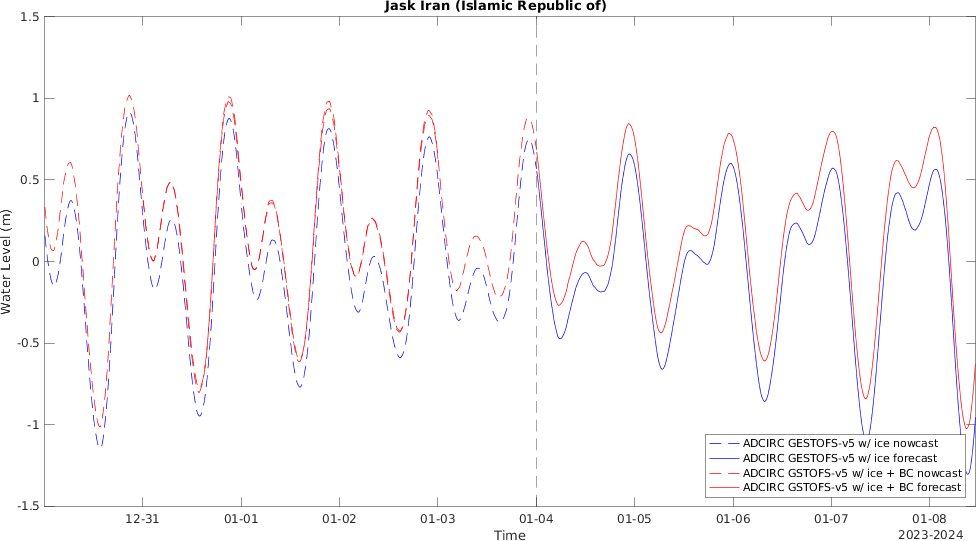 Jask Iran (Islamic Republic of)
1.5
1
0.5
0
-0.5
-1
-1.5
Water Level (m)
12-31
01-01
01-02
01-03
01-04
01-05
01-06
01-07
01-08
Time
2023-2024
ADCIRC GESTOFS-v5 w/ ice nowcast
ADCIRC GESTOFS-v5 w/ ice forecast
ADCIRC GSTOFS-v5 w/ ice + BC nowcast
ADCIRC GSTOFS-v5 w/ ice + BC forecast